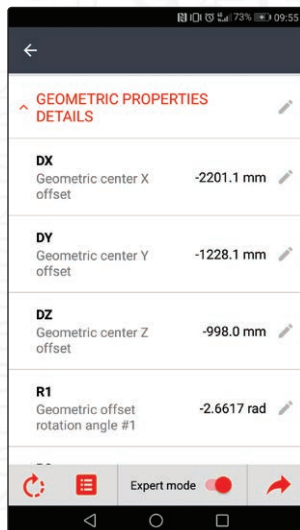 73% 09:55
GEOMETRIC PROPERTIES
DETAILS
DX
Geometric center X
offset
-2201.1 mm
DY
Geometric center Y
offset
-1228.1 mm
DZ
Geometric center Z
offset
-998.0 mm
R1
Geometric offset
rotation angle #1
-2.6617 rad
Expert mode